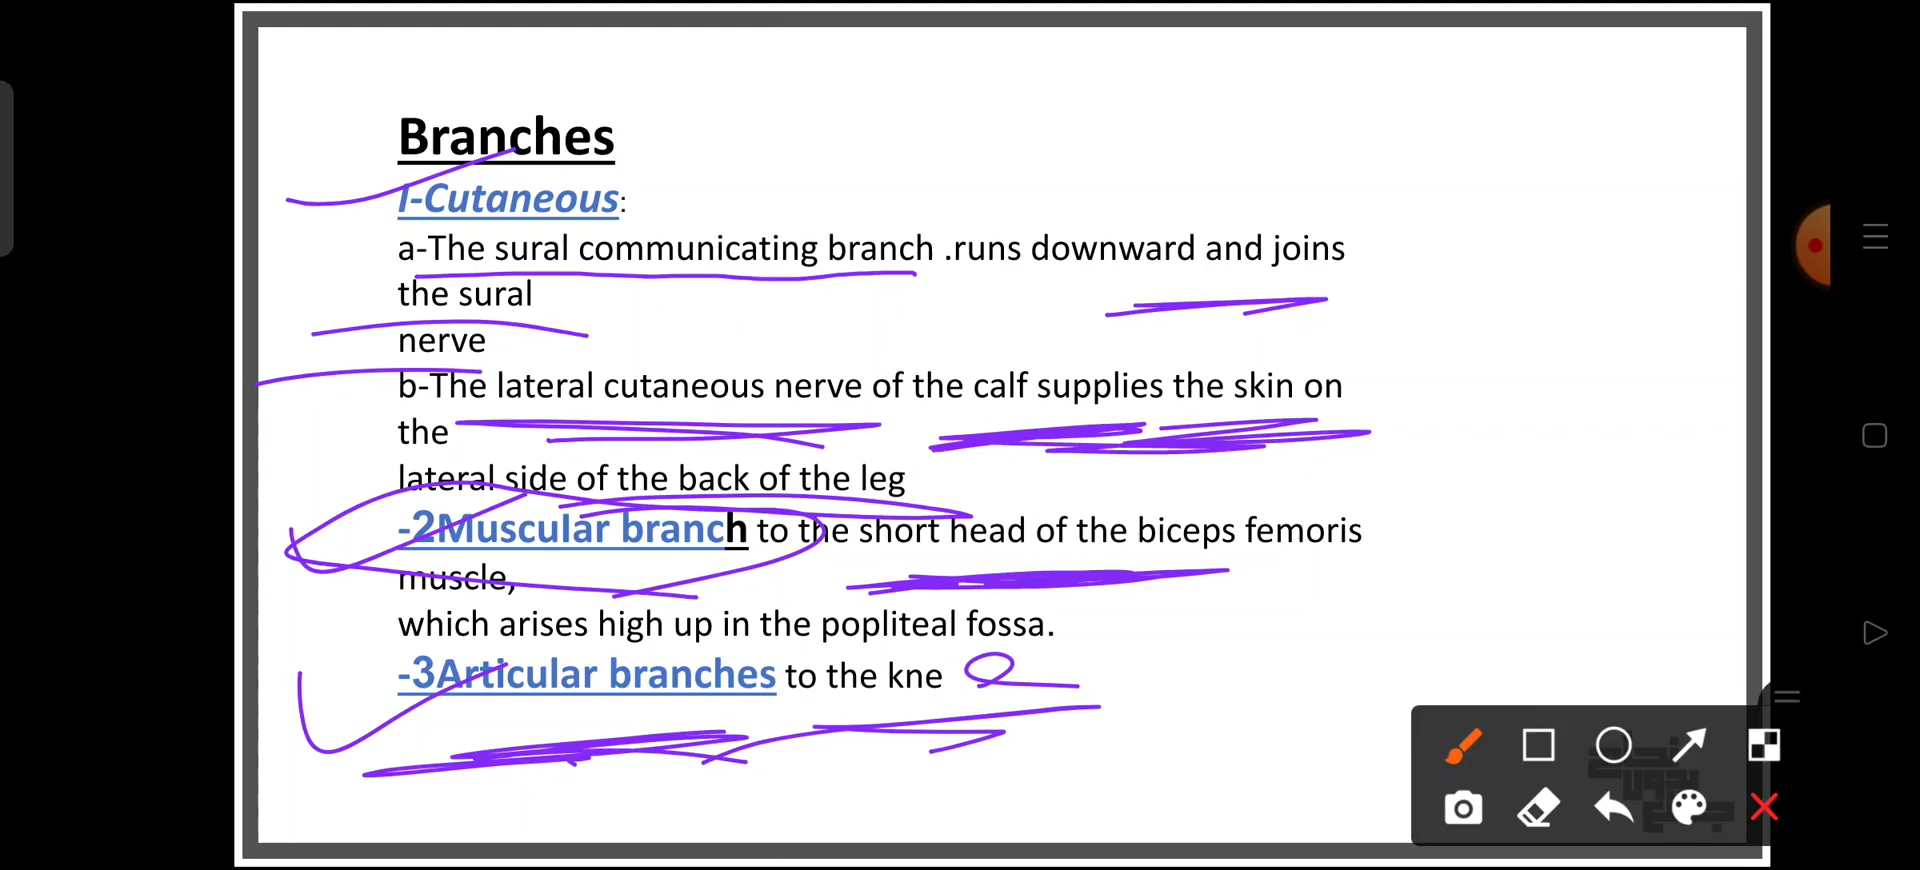 Branches
I-Cutaneous:
a-The sural communicating branch .runs downward and joins
the sural
nerve
b-The lateral cutaneous nerve of the calf supplies the skin on
the
lateral side of the back of the leg
-2Muscular branch to the short head of the biceps femoris
muscle,
which arises high up in the popliteal fossa.
-3Articular branches to the kne